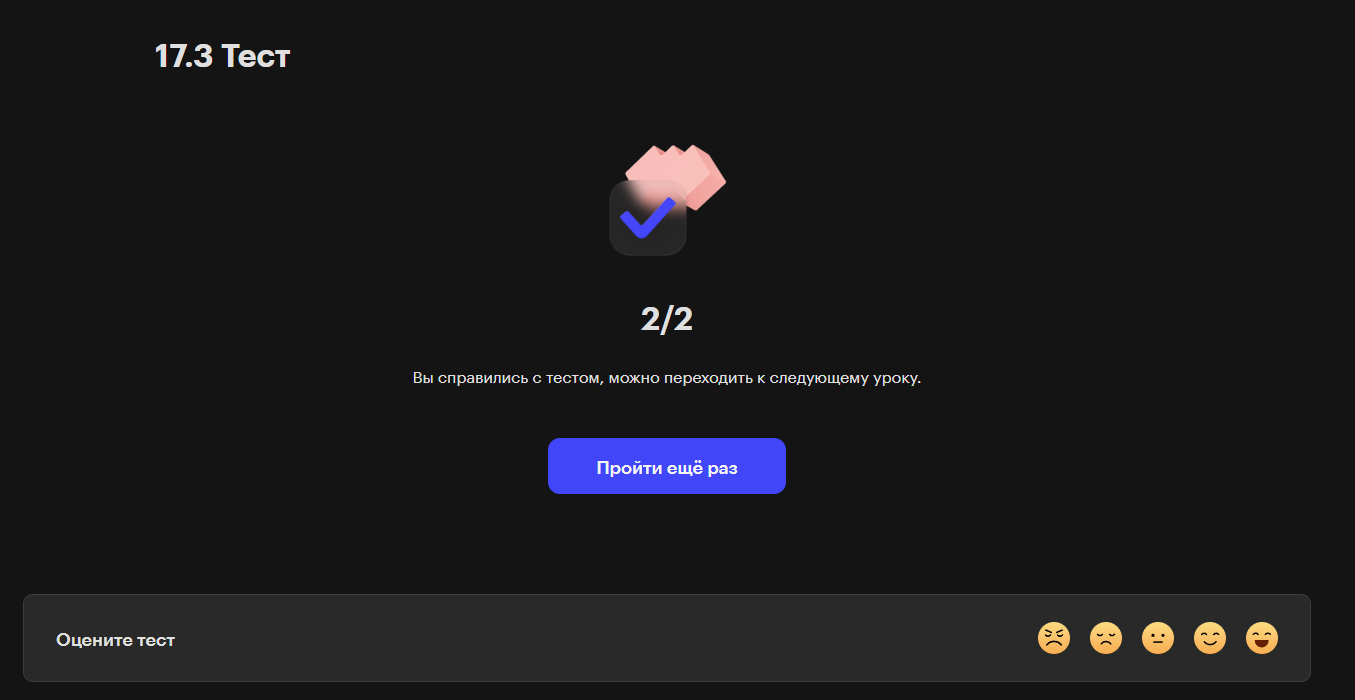 17.3 Тест
2/2
Вы справились с тестом, можно переходить к следующему уроку.
Пройти ещё раз
Оцените тест